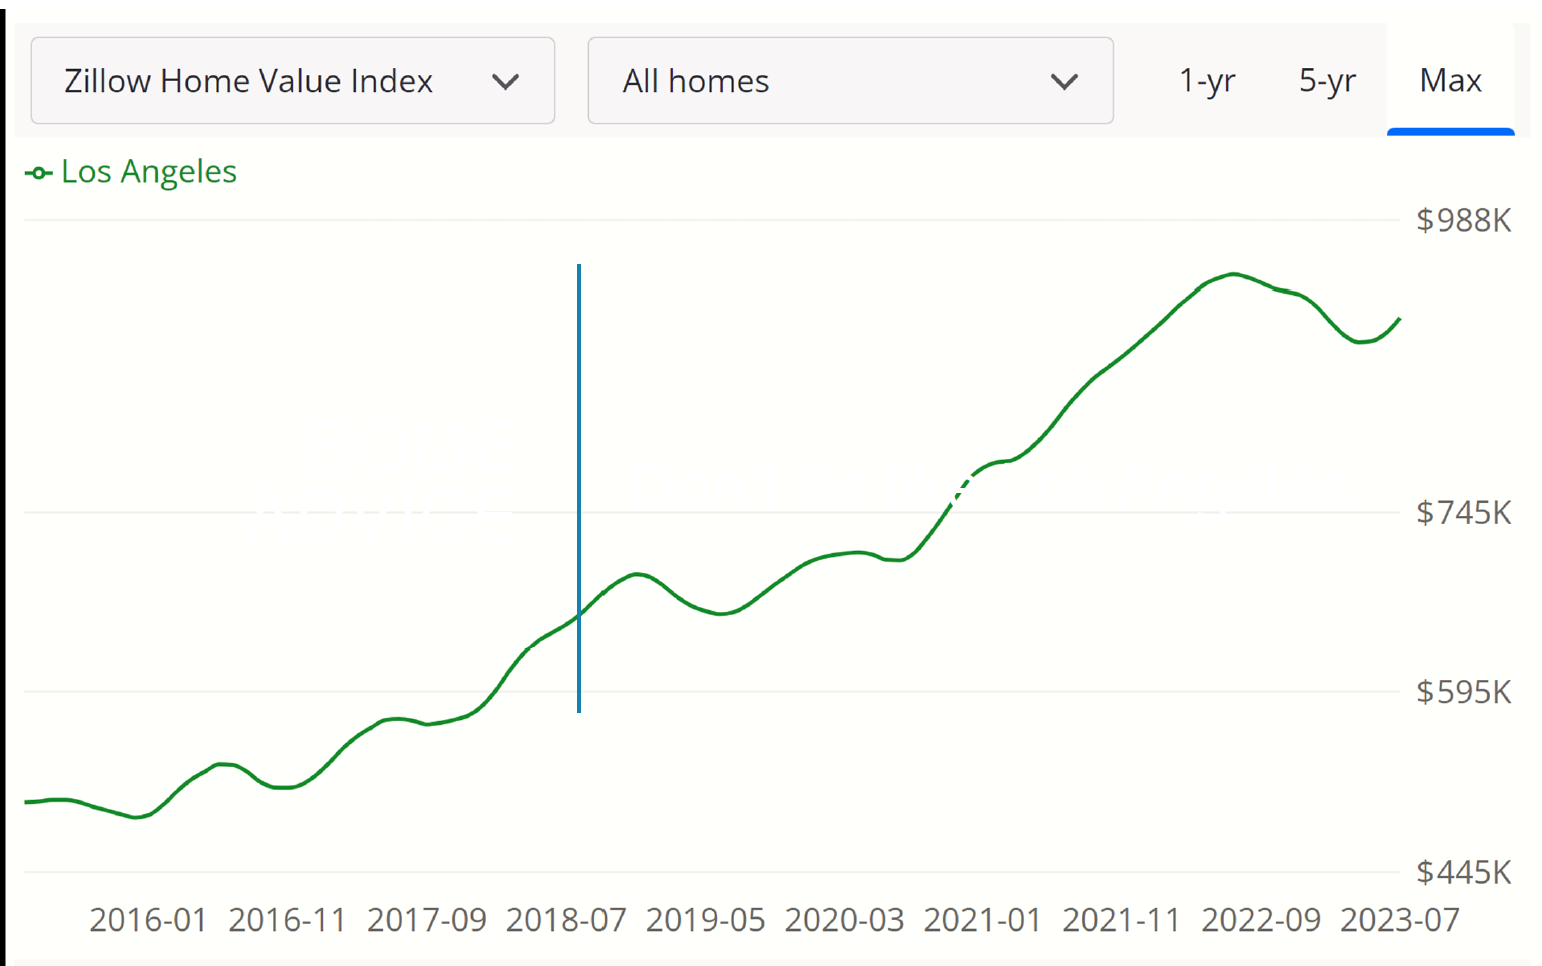 Zillow Home Value Index All homes 1-yr 5-yr Max
Los Angeles
$988K
$745K
$595K
$445K
2016-01 2016-11 2017-09 2018-07 2019-05 2020-03 2021-01 2021-11 2022-09 2023-07